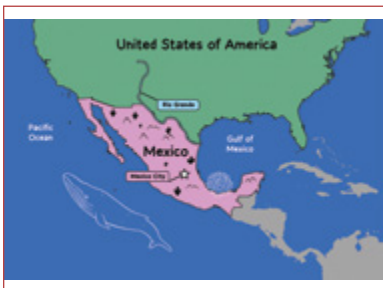 United States of America
Rio Grande
Pacific
Ocean
Gulf of
Mexico
Mexico
Mexico City